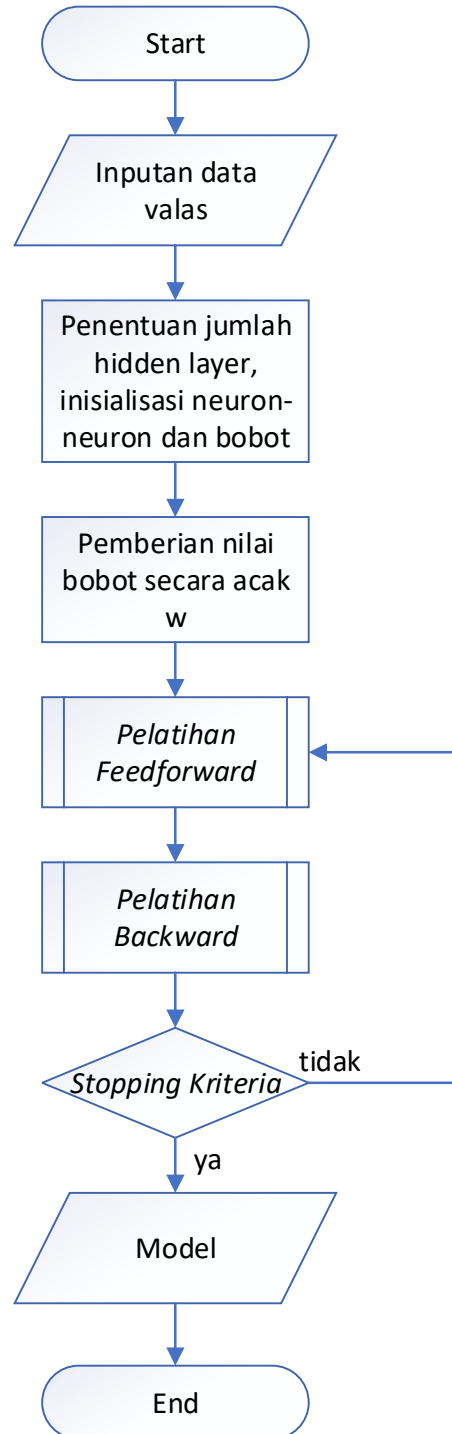 Start
Inputan data
valas
Penentuan jumlah
hidden layer,
inisialisasi neuron-
neuron dan bobot
Pemberian nilai
bobot secara acak
w
Pelatihan
Feedforward
Pelatihan
Backward
Stopping Kriteria
tidak
ya
Model
End